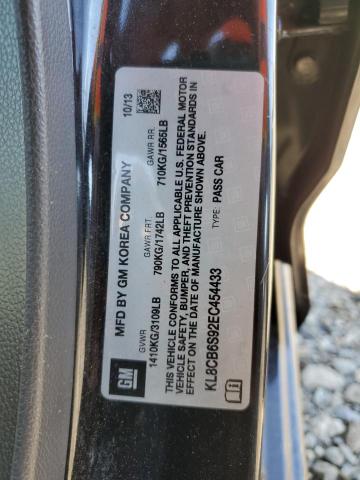 MFD BY GM KOREA COMPANY 10/13
GVWR GAWR FRT. GAWR RR.
1410KG/3109LB 790KG/1742LB 710KG/1565LB
THIS VEHICLE CONFORMS TO ALL APPLICABLE U.S. FEDERAL MOTOR
VEHICLE SAFETY, BUMPER, AND THEFT PREVENTION STANDARDS IN
EFFECT ON THE DATE OF MANUFACTURE SHOWN ABOVE.
KL8CB6S92EC454433 TYPE: PASS CAR
GM